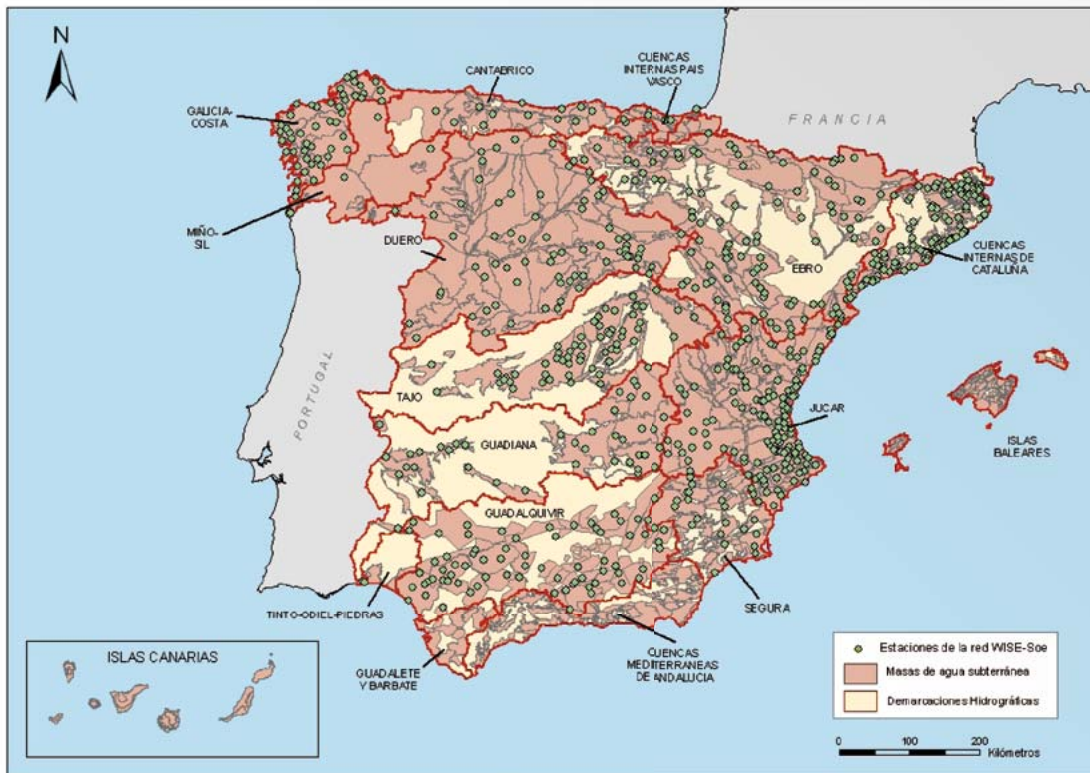 N
CANTABRICO
CUENCAS
INTERNAS PAIS
VASCO
GALICIA-
COSTA
FRANCIA
MIÑO-
SIL
DUERO
EBRO
CUENCAS
INTERNAS DE
CATALUÑA
PORTUGAL
TAJO
JUCAR
GUADIANA
ISLAS
BALEARES
GUADALQUIVIR
TINTO-ODIEL-PIEDRAS
SEGURA
GUADALETE
Y BARBATE
CUENCAS
MEDITERRANEAS
DE ANDALUCIA
ISLAS CANARIAS
Estaciones de la red WISE-Soe
Masas de agua subterránea
Demarcaciones Hidrográficas
0 100 200
Kilómetros